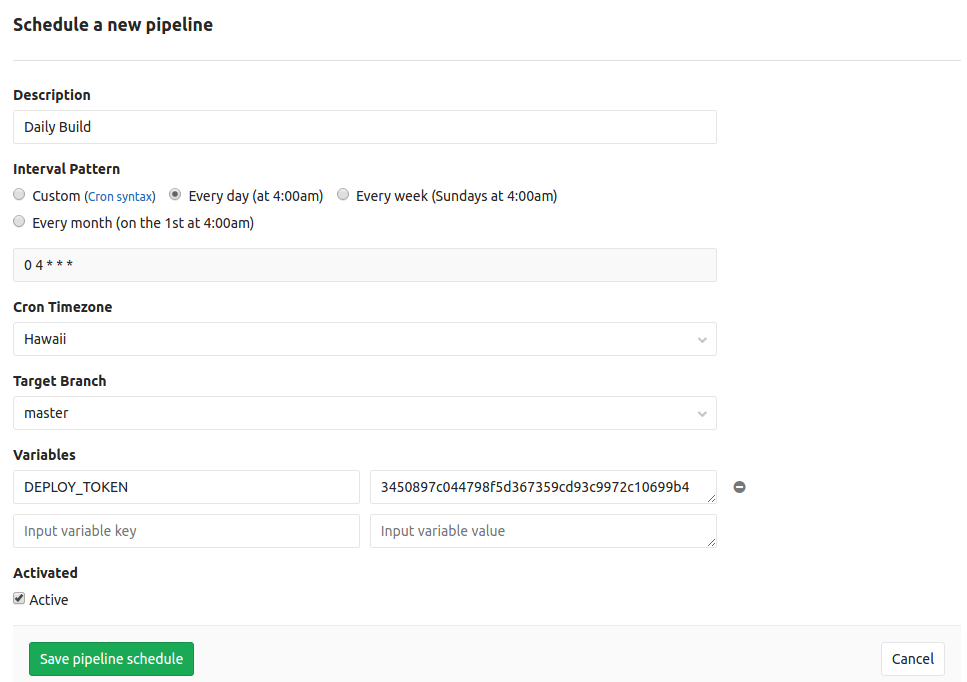 Schedule a new pipeline
Description
Daily Build
Interval Pattern
Custom (Cron syntax) Every day (at 4:00am) Every week (Sundays at 4:00am)
Every month (on the 1st at 4:00am)
0 4 * * *
Cron Timezone
Hawaii
Target Branch
master
Variables
DEPLOY_TOKEN 3450897c044798f5d367359cd93c9972c10699b4
Input variable key Input variable value
Activated
Active
Save pipeline schedule Cancel